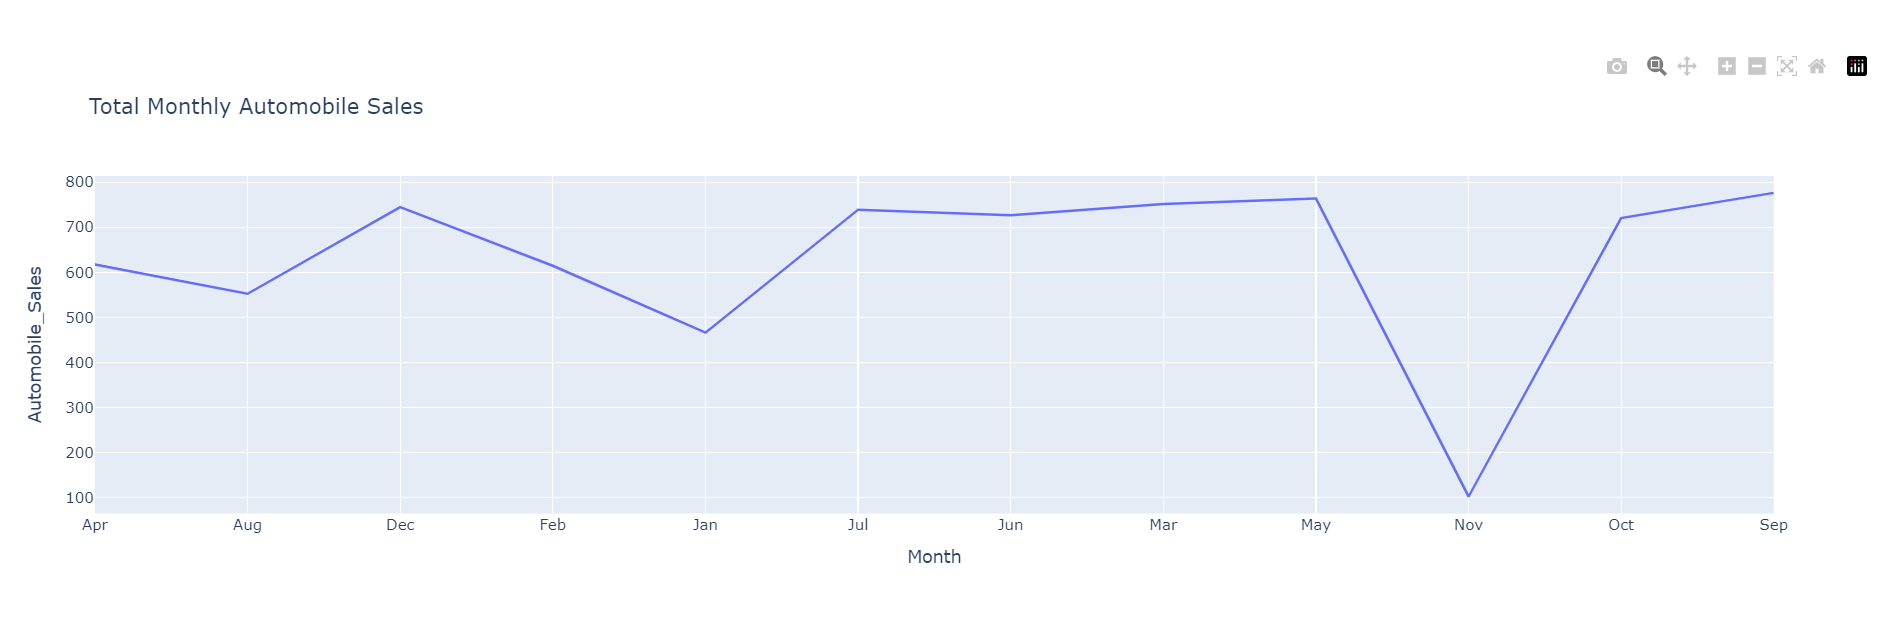 Total Monthly Automobile Sales
Automobile_Sales
800
700
600
500
400
300
200
100
Apr Aug Dec Feb Jan Jul Jun Mar May Nov Oct Sep
Month